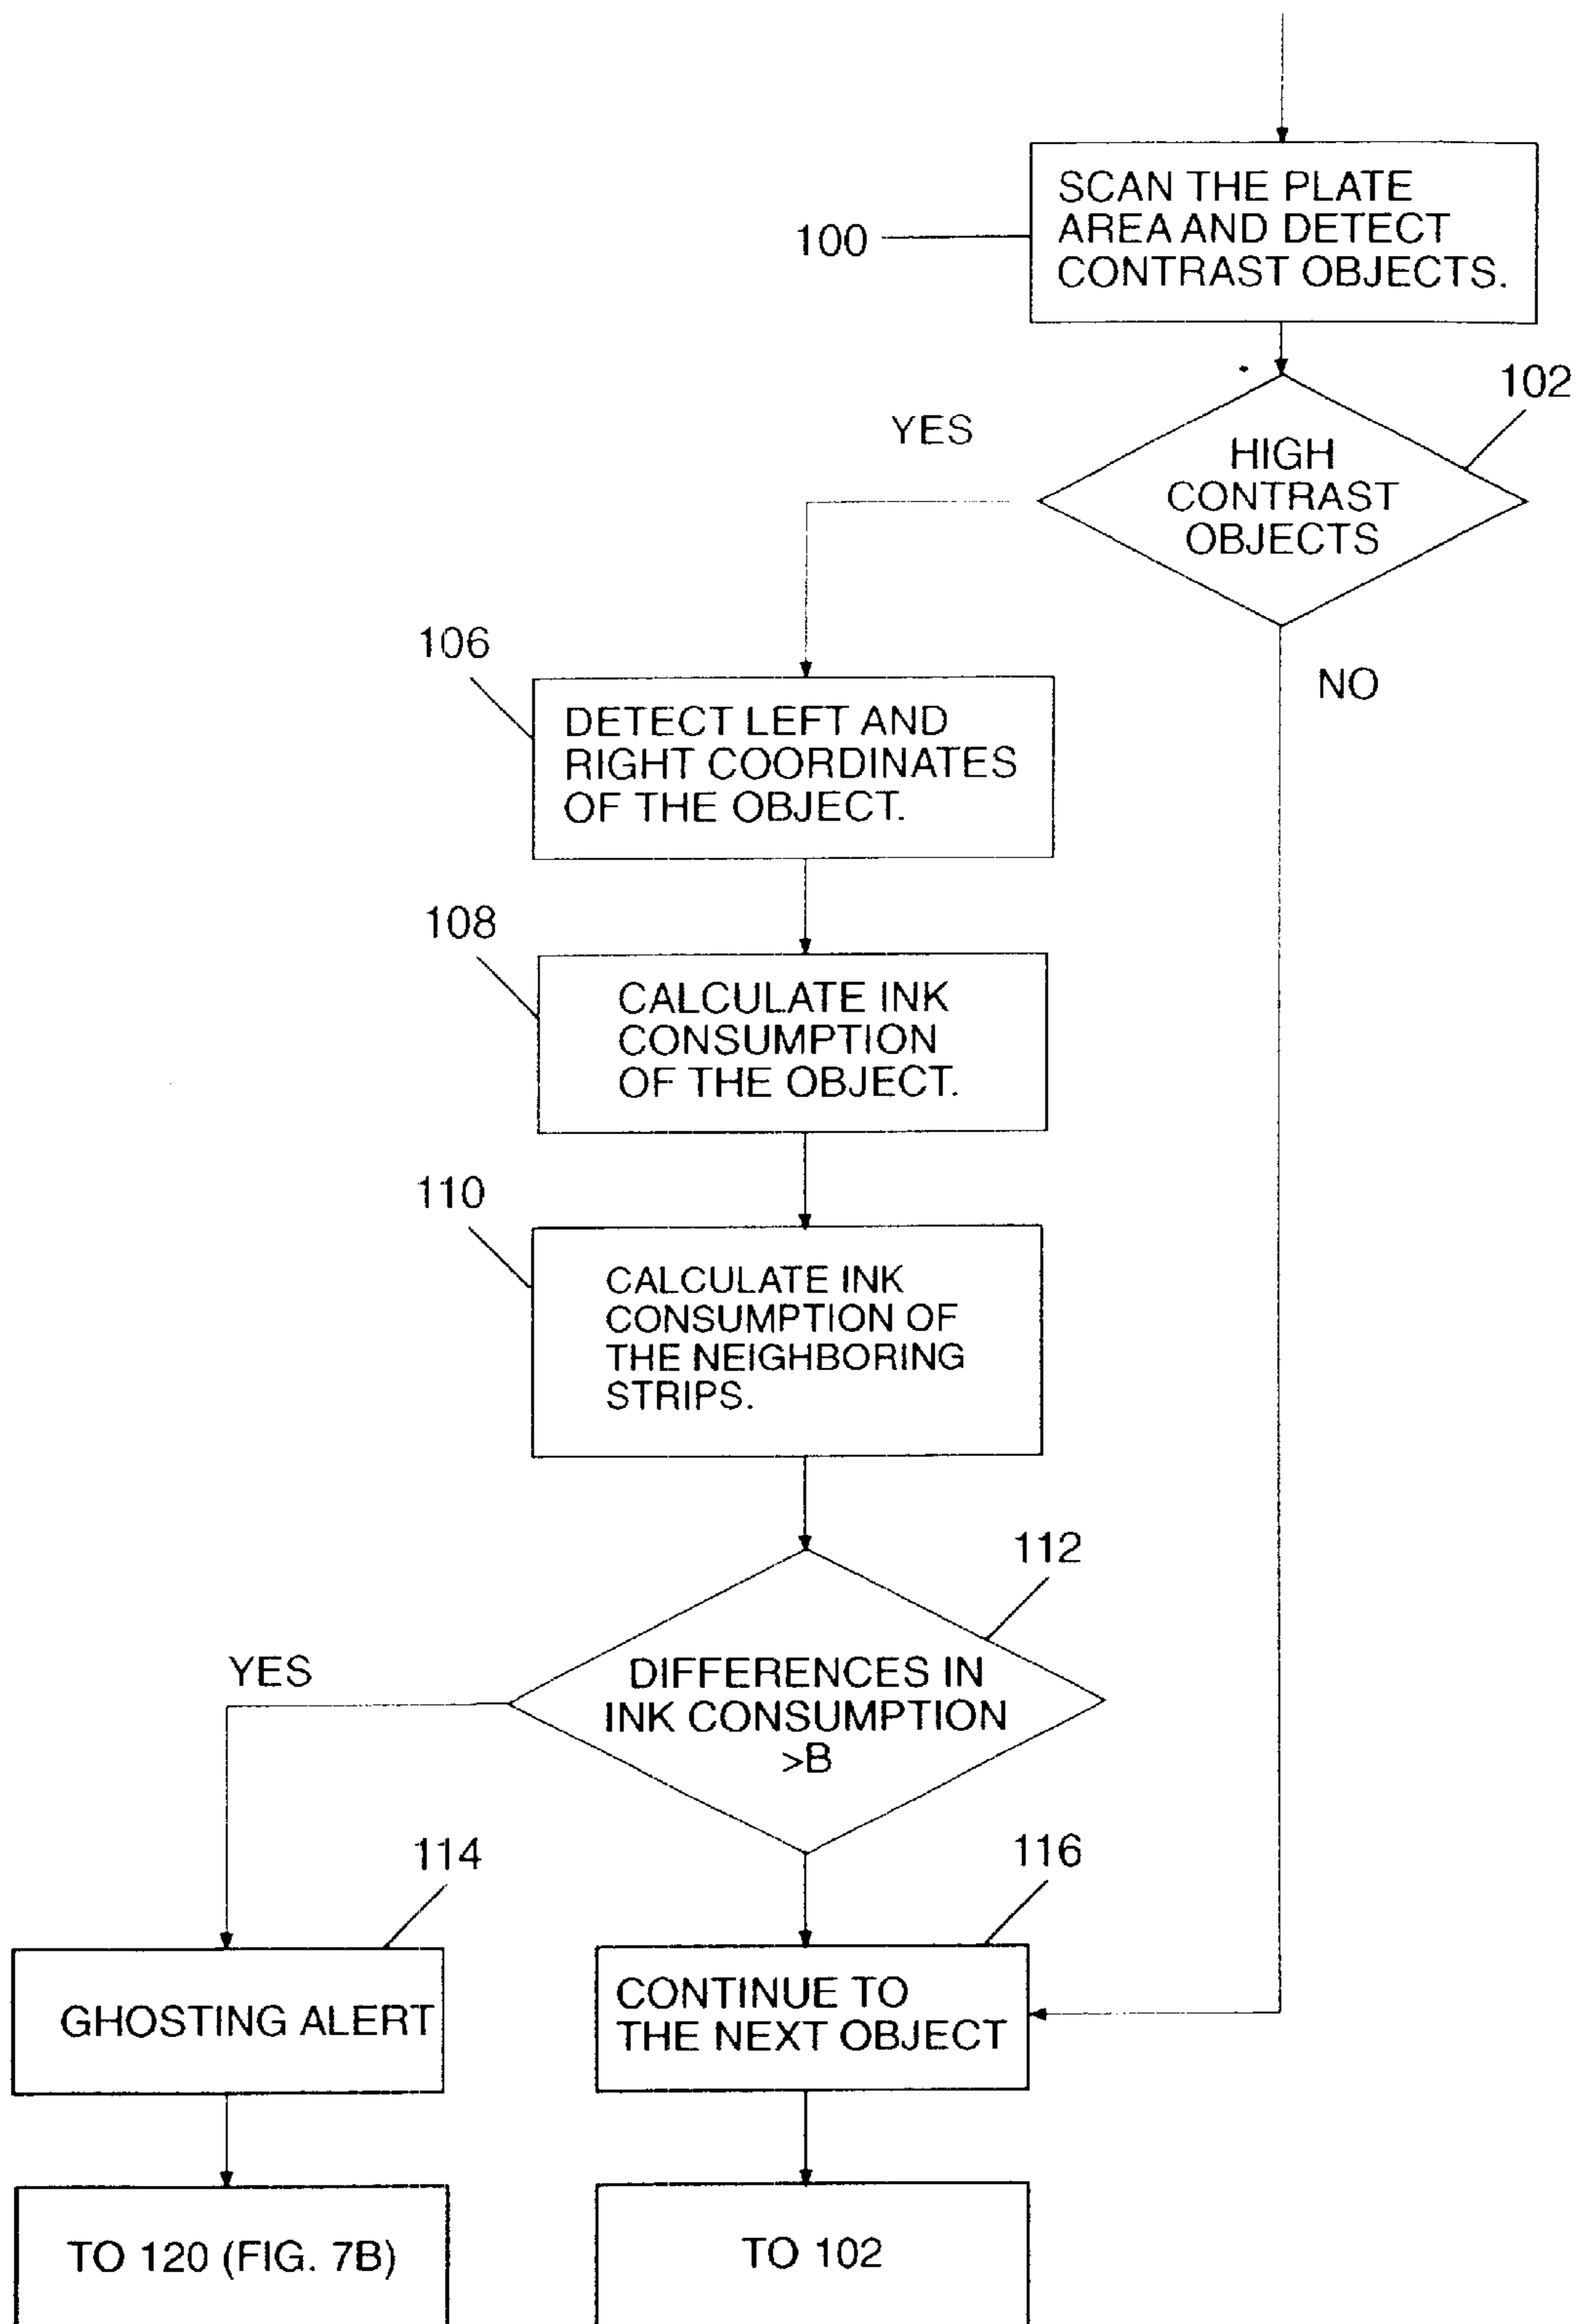 100
SCAN THE PLATE
AREA AND DETECT
CONTRAST OBJECTS.
102
YES
HIGH
CONTRAST
OBJECTS
NO
106
DETECT LEFT AND
RIGHT COORDINATES
OF THE OBJECT.
108
CALCULATE INK
CONSUMPTION
OF THE OBJECT.
110
CALCULATE INK
CONSUMPTION OF
THE NEIGHBORING
STRIPS.
112
YES
DIFFERENCES IN
INK CONSUMPTION
>B
114
116
GHOSTING ALERT
CONTINUE TO
THE NEXT OBJECT
TO 120 (FIG. 7B)
TO 102